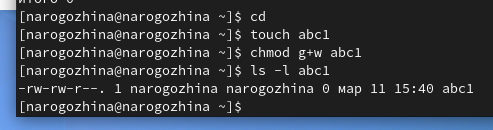 [narogozhina@narogozhina ~]$ cd
[narogozhina@narogozhina ~]$ touch abc1
[narogozhina@narogozhina ~]$ chmod g+w abc1
[narogozhina@narogozhina ~]$ ls -l abc1
-rw-rw-r--. 1 narogozhina narogozhina 0 мар 11 15:40 abc1
[narogozhina@narogozhina ~]$